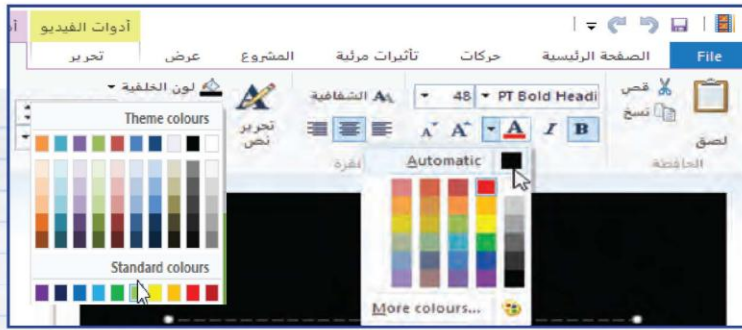 أدوات الفيديو
File الصفحة الرئيسية حركات تأثيرات مرئية المشروع عرض تحرير
قص
نسخ
لصق
الحافظة
PT Bold Headi 48
B I A A A
الشفافية
فقرة
تحرير
نص
لون الخلفية
Theme colours
Standard colours
Automatic
More colours...